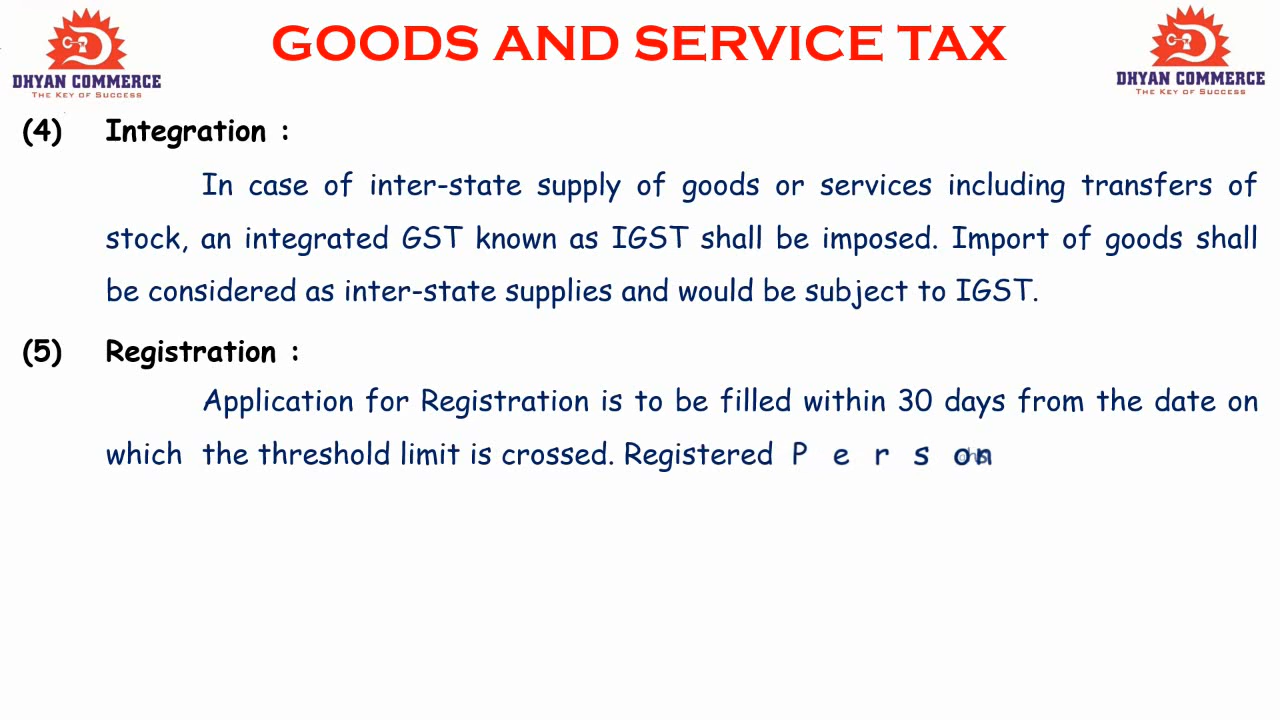 GOODS AND SERVICE TAX
DHYAN COMMERCE
The Key of Success
DHYAN COMMERCE
The Key of Success
(4) Integration :
In case of inter-state supply of goods or services including transfers of
stock, an integrated GST known as IGST shall be imposed. Import of goods shall
be considered as inter-state supplies and would be subject to IGST.
(5) Registration :
Application for Registration is to be filled within 30 days from the date on
which the threshold limit is crossed. Registered P e r s on